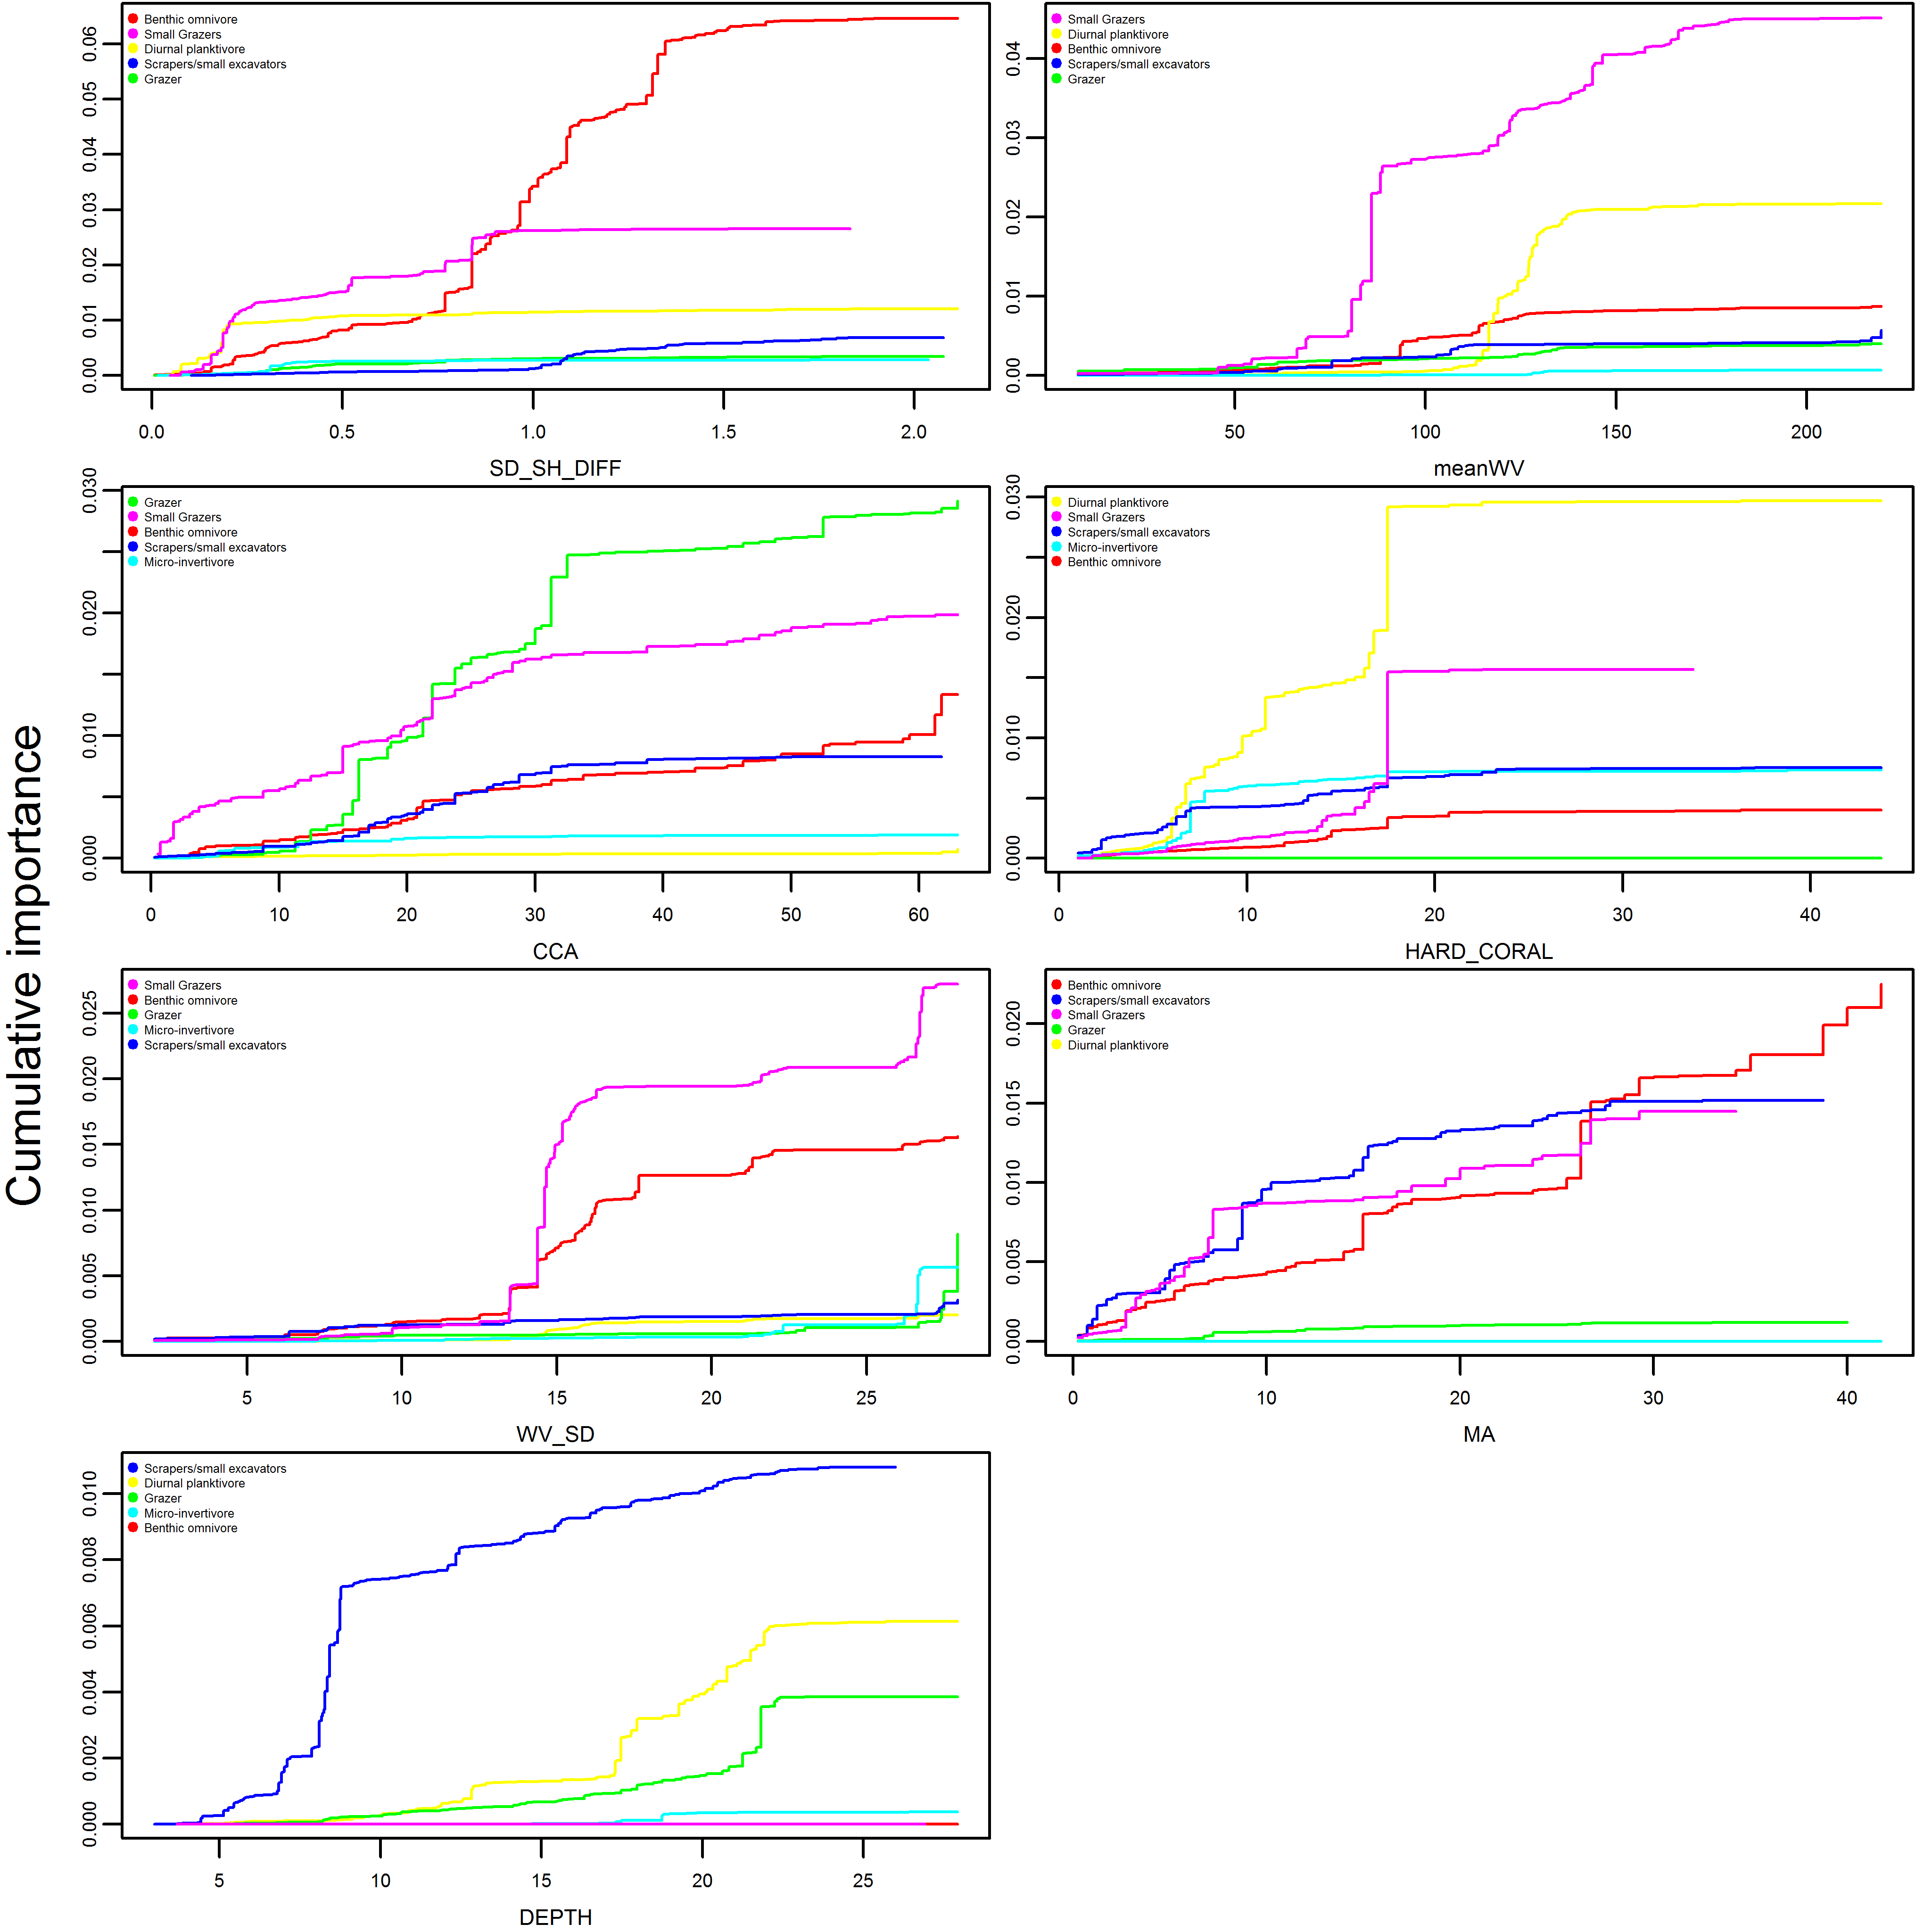 Cumulative importance
Benthic omnivore
Small Grazers
Diurnal planktivore
Scrapers/small excavators
Grazer
0.00 0.01 0.02 0.03 0.04 0.05 0.06
0.0 0.5 1.0 1.5 2.0
SD_SH_DIFF
Small Grazers
Diurnal planktivore
Benthic omnivore
Scrapers/small excavators
Grazer
0.00 0.01 0.02 0.03 0.04
50 100 150 200
meanWV
Grazer
Small Grazers
Benthic omnivore
Scrapers/small excavators
Micro-invertivore
0.000 0.010 0.020 0.030
0 10 20 30 40 50 60
CCA
Diurnal planktivore
Small Grazers
Scrapers/small excavators
Micro-invertivore
Benthic omnivore
0.000 0.010 0.020 0.030
0 10 20 30 40
HARD_CORAL
Small Grazers
Benthic omnivore
Grazer
Micro-invertivore
Scrapers/small excavators
0.000 0.005 0.010 0.015 0.020 0.025
5 10 15 20 25
WV_SD
Benthic omnivore
Scrapers/small excavators
Small Grazers
Grazer
Diurnal planktivore
0.000 0.005 0.010 0.015 0.020
0 10 20 30 40
MA
Scrapers/small excavators
Diurnal planktivore
Grazer
Micro-invertivore
Benthic omnivore
0.000 0.002 0.004 0.006 0.008 0.010
5 10 15 20 25
DEPTH